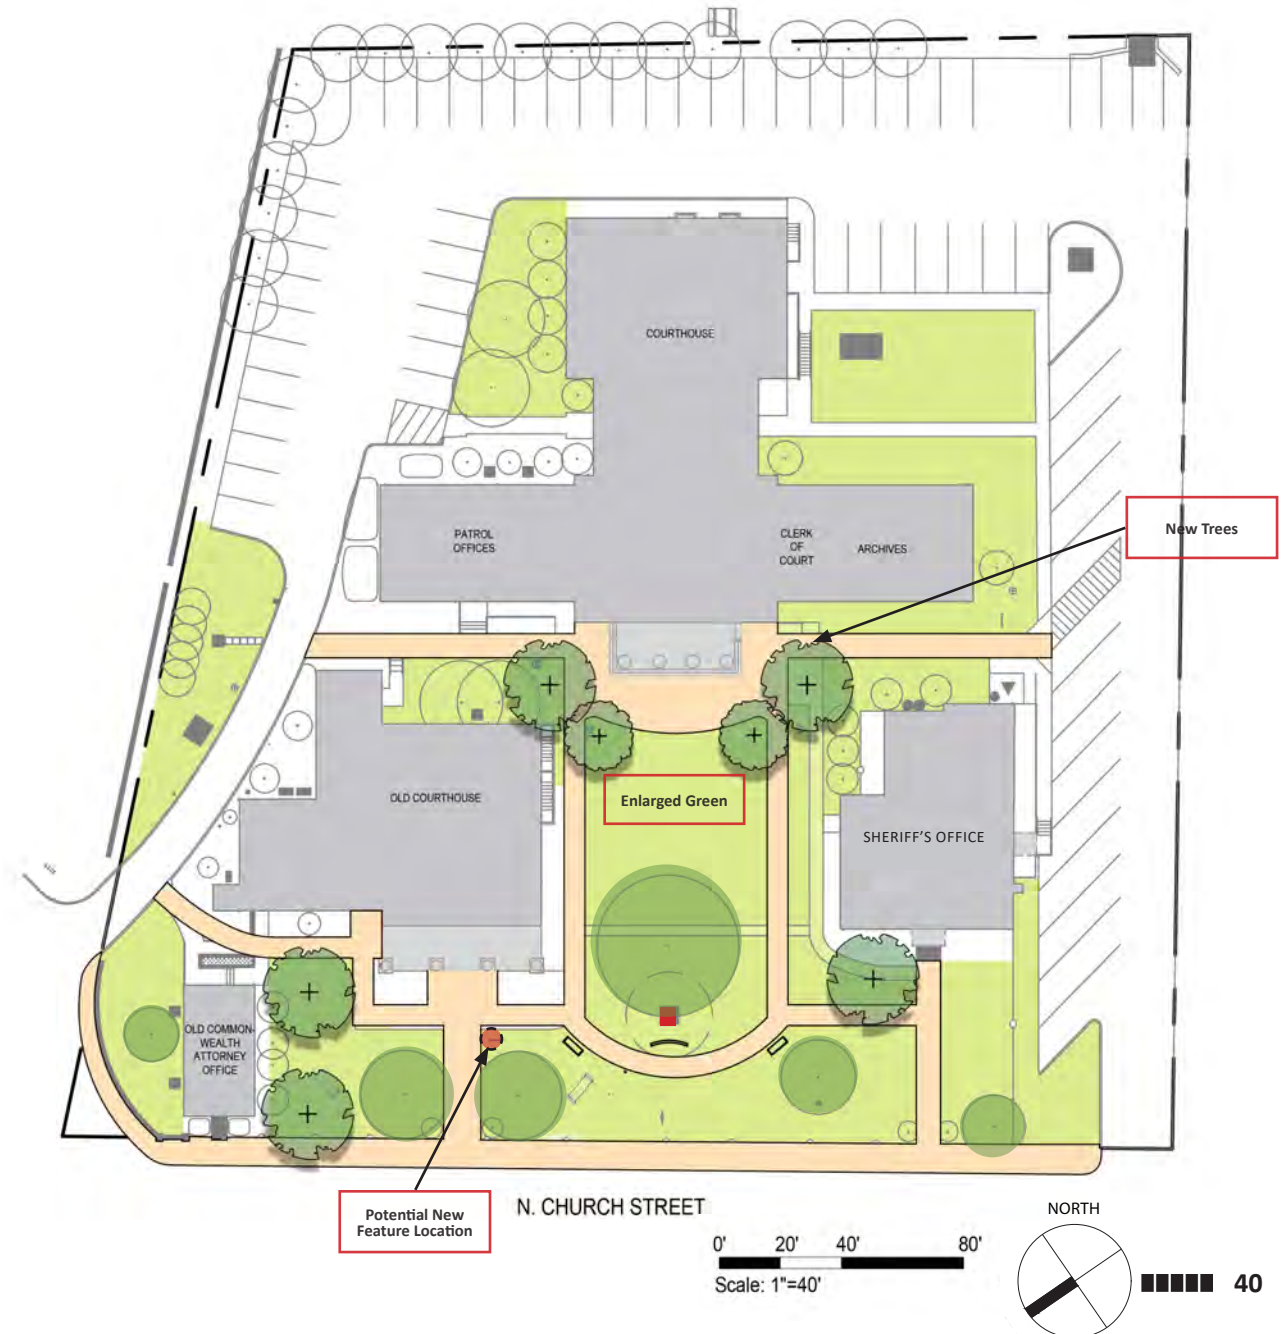 COURTHOUSE
PATROL
OFFICES
CLERK
OF
COURT
ARCHIVES
New Trees
Enlarged Green
OLD COURTHOUSE
SHERIFF'S OFFICE
OLD COMMON-
WEALTH
ATTORNEY
OFFICE
Potential New
Feature Location
N. CHURCH STREET
NORTH
0' 20' 40' 80'
Scale: 1"=40'
40